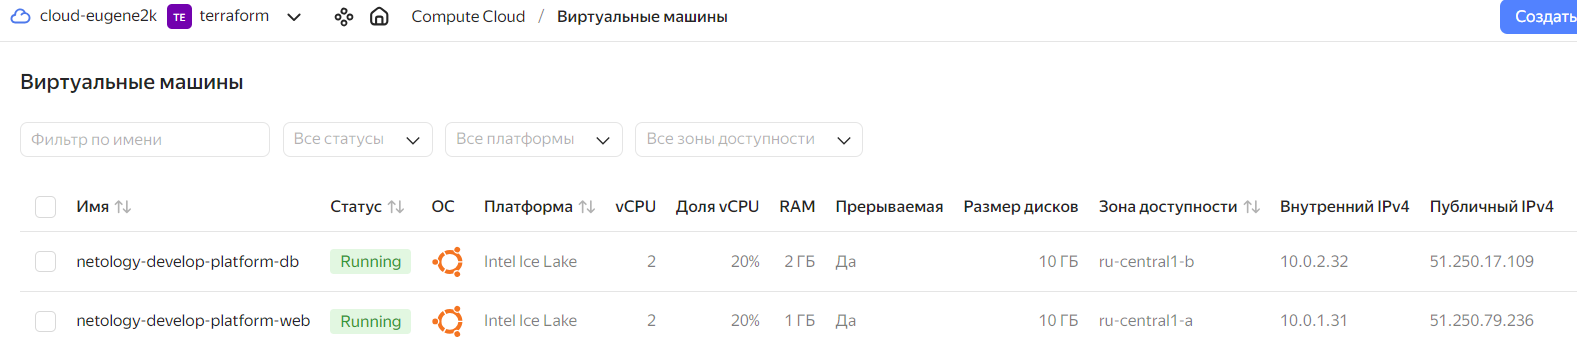 cloud-eugene2k TE terraform Compute Cloud / Виртуальные машины Создать
Виртуальные машины
Фильтр по имени Все статусы Все платформы Все зоны доступности
Имя Статус ОС Платформа vCPU Доля vCPU RAM Прерываемая Размер дисков Зона доступности Внутренний IPv4 Публичный IPv4
netology-develop-platform-db Running Intel Ice Lake 2 20% 2 ГБ Да 10 ГБ ru-central1-b 10.0.2.32 51.250.17.109
netology-develop-platform-web Running Intel Ice Lake 2 20% 1 ГБ Да 10 ГБ ru-central1-a 10.0.1.31 51.250.79.236